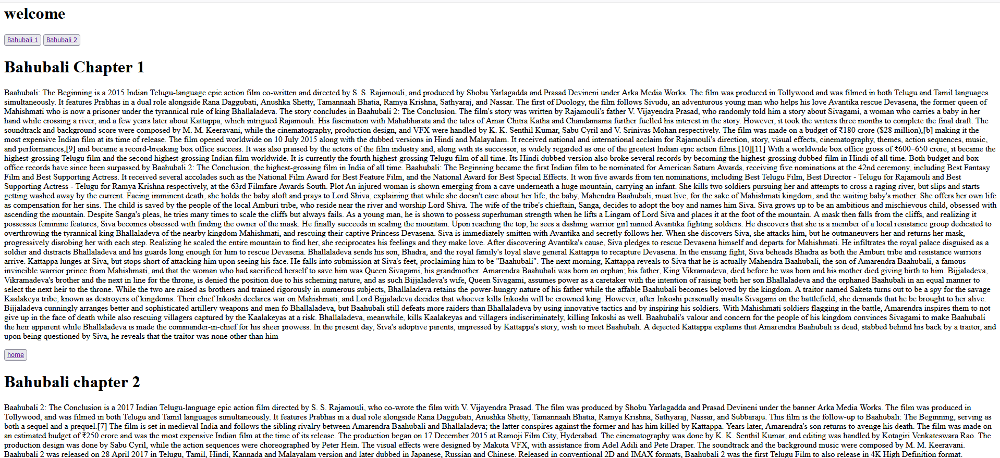 welcome
Bahubali 1 Bahubali 2
Bahubali Chapter 1
Baahubali: The Beginning is a 2015 Indian Telugu-language epic action film co-written and directed by S. S. Rajamouli, and produced by Shobu Yarlagadda and Prasad Devineni under Arka Media Works. The film was produced in Tollywood and was filmed in both Telugu and Tamil languages
simultaneously. It features Prabhas in a dual role alongside Rana Daggubati, Anushka Shetty, Tamannaah Bhatia, Ramya Krishna, Sathyaraj, and Nassar. The first of Duology, the film follows Sivudu, an adventurous young man who helps his love Avantika rescue Devasena, the former queen of
Mahishmati who is now a prisoner under the tyrannical rule of king Bhallaladeva. The story concludes in Baahubali 2: The Conclusion. The film's story was written by Rajamouli's father V. Vijayendra Prasad, who randomly told him a story about Sivagami, a woman who carries a baby in her
hand while crossing a river, and a few years later about Kattappa, which intrigued Rajamouli. His fascination with Mahabharata and the tales of Amar Chitra Katha and Chandamama further fuelled his interest in the story. However, it took the writers three months to complete the final draft. The
soundtrack and background score were composed by M. M. Keeravani, while the cinematography, production design, and VFX were handled by K. K. Senthil Kumar, Sabu Cyril and V. Srinivas Mohan respectively. The film was made on a budget of ₹180 crore ($28 million),[b] making it the
most expensive Indian film at its time of release. The film opened worldwide on 10 July 2015 along with the dubbed versions in Hindi and Malayalam. It received national and international acclaim for Rajamouli's direction, story, visual effects, cinematography, themes, action sequences, music,
and performances,[9] and became a record-breaking box office success. It was also praised by the actors of the film industry and, along with its successor, is widely regarded as one of the greatest Indian epic action films.[10][11] With a worldwide box office gross of ₹600–650 crore, it became the
highest-grossing Telugu film and the second highest-grossing Indian film worldwide. It is currently the fourth highest-grossing Telugu film of all time. Its Hindi dubbed version also broke several records by becoming the highest-grossing dubbed film in Hindi of all time. Both budget and box
office records have since been surpassed by Baahubali 2: The Conclusion, the highest-grossing film in India of all time. Baahubali: The Beginning became the first Indian film to be nominated for American Saturn Awards, receiving five nominations at the 42nd ceremony, including Best Fantasy
Film and Best Supporting Actress. It received several accolades such as the National Film Award for Best Feature Film, and the National Award for Best Special Effects. It won five awards from ten nominations, including Best Telugu Film, Best Director - Telugu for Rajamouli and Best
Supporting Actress - Telugu for Ramya Krishna respectively, at the 63rd Filmfare Awards South. Plot An injured woman is shown emerging from a cave underneath a huge mountain, carrying an infant. She kills two soldiers pursuing her and attempts to cross a raging river, but slips and starts
getting washed away by the current. Facing imminent death, she holds the baby aloft and prays to Lord Shiva, explaining that while she doesn't care about her life, the baby, Mahendra Baahubali, must live, for the sake of Mahishmati kingdom, and the waiting baby's mother. She offers her own life
as compensation for her sins. The child is saved by the people of the local Amburi tribe, who reside near the river and worship Lord Shiva. The wife of the tribe's chieftain, Sanga, decides to adopt the boy and names him Siva. Siva grows up to be an ambitious and mischievous child, obsessed with
ascending the mountain. Despite Sanga's pleas, he tries many times to scale the cliffs but always fails. As a young man, he is shown to possess superhuman strength when he lifts a Lingam of Lord Siva and places it at the foot of the mountain. A mask then falls from the cliffs, and realizing it
possesses feminine features, Siva becomes obsessed with finding the owner of the mask. He finally succeeds in scaling the mountain. Upon reaching the top, he sees a dashing warrior girl named Avantika fighting soldiers. He discovers that she is a member of a local resistance group dedicated to
overthrowing the tyrannical king Bhallaladeva of the nearby kingdom Mahishmati, and rescuing their captive Princess Devasena. Siva is immediately smitten with Avantika and secretly follows her. When she discovers Siva, she attacks him, but he outmaneuvers her and returns her mask,
progressively disrobing her with each step. Realizing he scaled the entire mountain to find her, she reciprocates his feelings and they make love. After discovering Avantika's cause, Siva pledges to rescue Devasena himself and departs for Mahishmati. He infiltrates the royal palace disguised as a
soldier and distracts Bhallaladeva and his guards long enough for him to rescue Devasena. Bhallaladeva sends his son, Bhadra, and the royal family's loyal slave general Kattappa to recapture Devasena. In the ensuing fight, Siva beheads Bhadra as both the Amburi tribe and resistance warriors
arrive. Kattappa lunges at Siva, but stops short of attacking him upon seeing his face. He falls into submission at Siva's feet, proclaiming him to be "Baahubali". The next morning, Kattappa reveals to Siva that he is actually Mahendra Baahubali, the son of Amarendra Baahubali, a famous
invincible warrior prince from Mahishmati, and that the woman who had sacrificed herself to save him was Queen Sivagami, his grandmother. Amarendra Baahubali was born an orphan; his father, King Vikramadeva, died before he was born and his mother died giving birth to him. Bijjaladeva,
Vikramadeva's brother and the next in line for the throne, is denied the position due to his scheming nature, and as such Bijjaladeva's wife, Queen Sivagami, assumes power as a caretaker with the intention of raising both her son Bhallaladeva and the orphaned Baahubali in an equal manner to
select the next heir to the throne. While the two are raised as brothers and trained rigorously in numerous subjects, Bhallaladeva retains the power-hungry nature of his father while the affable Baahubali becomes beloved by the kingdom. A traitor named Saketa turns out to be a spy for the savage
Kaalakeya tribe, known as destroyers of kingdoms. Their chief Inkoshi declares war on Mahishmati, and Lord Bijjaladeva decides that whoever kills Inkoshi will be crowned king. However, after Inkoshi personally insults Sivagami on the battlefield, she demands that he be brought to her alive.
Bijjaladeva cunningly arranges better and sophisticated artillery weapons and men fo Bhallaladeva, but Baahubali still defeats more raiders than Bhallaladeva by using innovative tactics and by inspiring his soldiers. With Mahishmati soldiers flagging in the battle, Amarendra inspires them to not
give up in the face of death while also rescuing villagers captured by the Kaalakeyas at a risk. Bhallaladeva, meanwhile, kills Kaalakeyas and villagers indiscriminately, killing Inkoshi as well. Baahubali's valour and concern for the people of his kingdom convinces Sivagami to make Baahubali
the heir apparent while Bhallaladeva is made the commander-in-chief for his sheer prowess. In the present day, Siva's adoptive parents, impressed by Kattappa's story, wish to meet Baahubali. A dejected Kattappa explains that Amarendra Baahubali is dead, stabbed behind his back by a traitor, and
upon being questioned by Siva, he reveals that the traitor was none other than him
home
Bahubali chapter 2
Baahubali 2: The Conclusion is a 2017 Indian Telugu-language epic action film directed by S. S. Rajamouli, who co-wrote the film with V. Vijayendra Prasad. The film was produced by Shobu Yarlagadda and Prasad Devineni under the banner Arka Media Works. The film was produced in
Tollywood, and was filmed in both Telugu and Tamil languages simultaneously. It features Prabhas in a dual role alongside Rana Daggubati, Anushka Shetty, Tamannaah Bhatia, Ramya Krishna, Sathyaraj, Nassar, and Subbaraju. This film is the follow-up to Baahubali: The Beginning, serving as
both a sequel and a prequel.[7] The film is set in medieval India and follows the sibling rivalry between Amarendra Baahubali and Bhallaladeva; the latter conspires against the former and has him killed by Kattappa. Years later, Amarendra's son returns to avenge his death. The film was made on
an estimated budget of ₹250 crore and was the most expensive Indian film at the time of its release. The production began on 17 December 2015 at Ramoji Film City, Hyderabad. The cinematography was done by K. K. Senthil Kumar, and editing was handled by Kotagiri Venkateswara Rao. The
production design was done by Sabu Cyril, while the action sequences were choreographed by Peter Hein. The visual effects were designed by Makuta VFX, with assistance from Adel Adili and Pete Draper. The soundtrack and the background music were composed by M. M. Keeravani.
Baahubali 2 was released on 28 April 2017 in Telugu, Tamil, Hindi, Kannada and Malayalam version and later dubbed in Japanese, Russian and Chinese. Released in conventional 2D and IMAX formats, Baahubali 2 was the first Telugu Film to also release in 4K High Definition format.